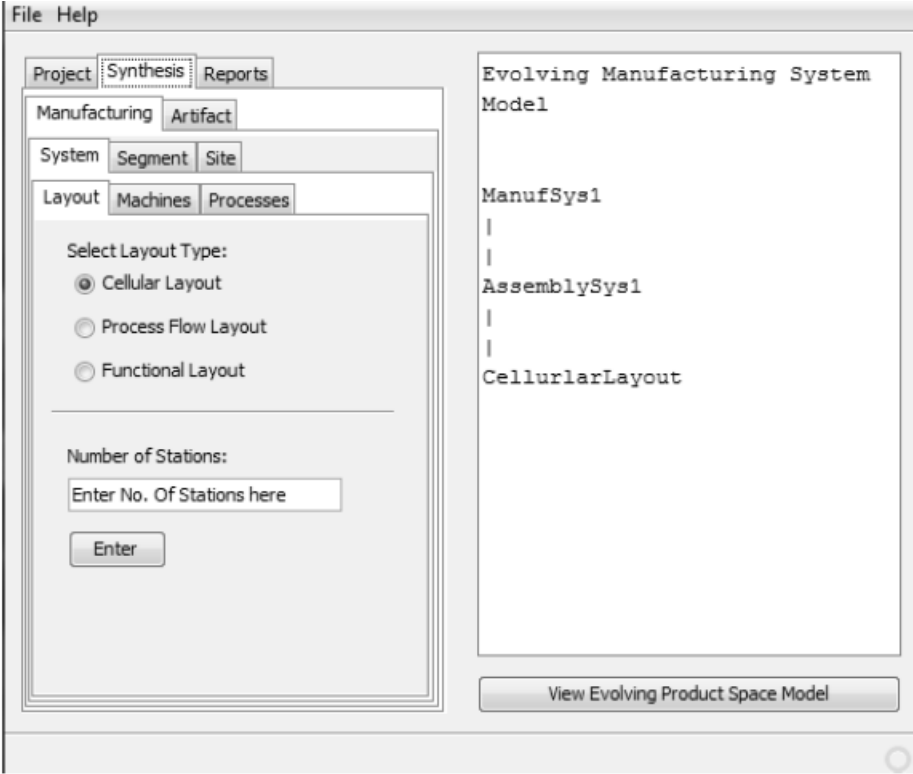 File Help
Project Synthesis Reports
Manufacturing Artifact
System Segment Site
Layout Machines Processes
Select Layout Type:
Cellular Layout
Process Flow Layout
Functional Layout
Number of Stations:
Enter No. Of Stations here
Enter
Evolving Manufacturing System
Model
ManufSys1
|
|
AssemblySys1
|
|
CellurlarLayout
View Evolving Product Space Model